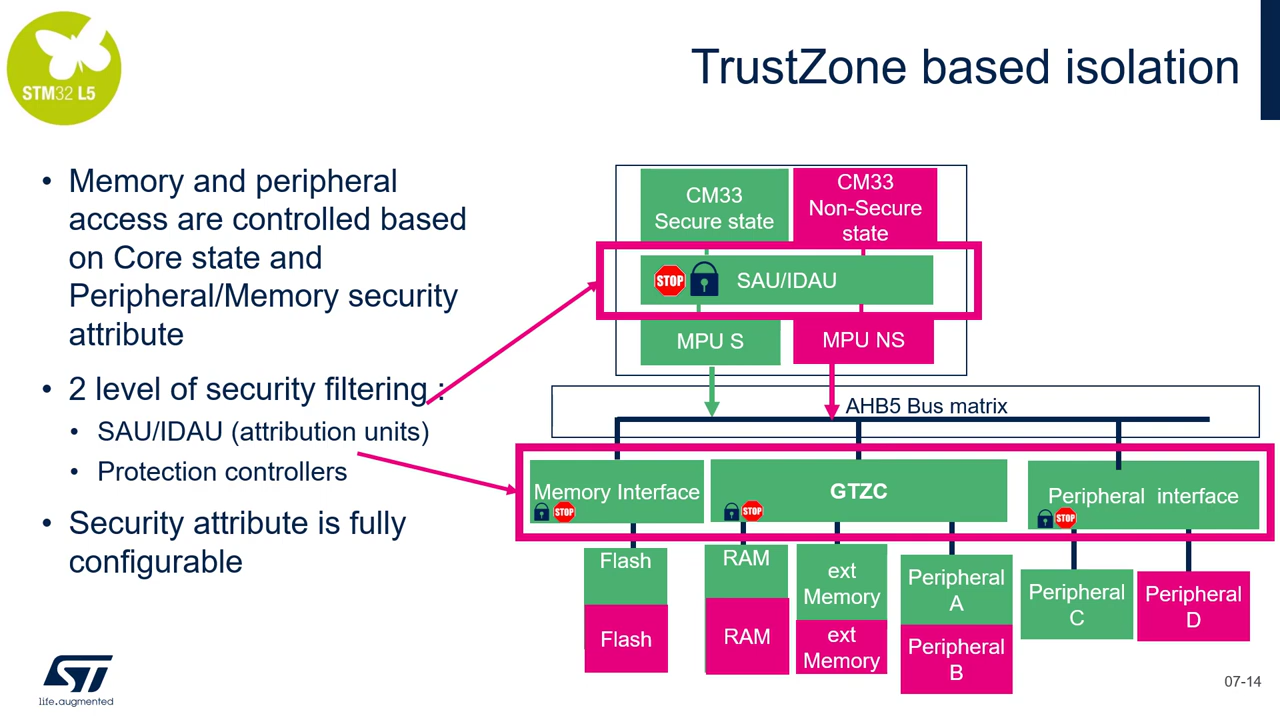 STM32 L5
TrustZone based isolation
• Memory and peripheral
access are controlled based
on Core state and
Peripheral/Memory security
attribute
• 2 level of security filtering :
• SAU/IDAU (attribution units)
• Protection controllers
• Security attribute is fully
configurable
CM33
Secure state
CM33
Non-Secure
state
STOP
SAU/IDAU
MPU S
MPU NS
AHB5 Bus matrix
Memory Interface
STOP
GTZC
STOP
Peripheral interface
STOP
Flash
Flash
RAM
RAM
ext
Memory
ext
Memory
Peripheral
A
Peripheral
B
Peripheral
C
Peripheral
D
ST
life.augmented
07-14